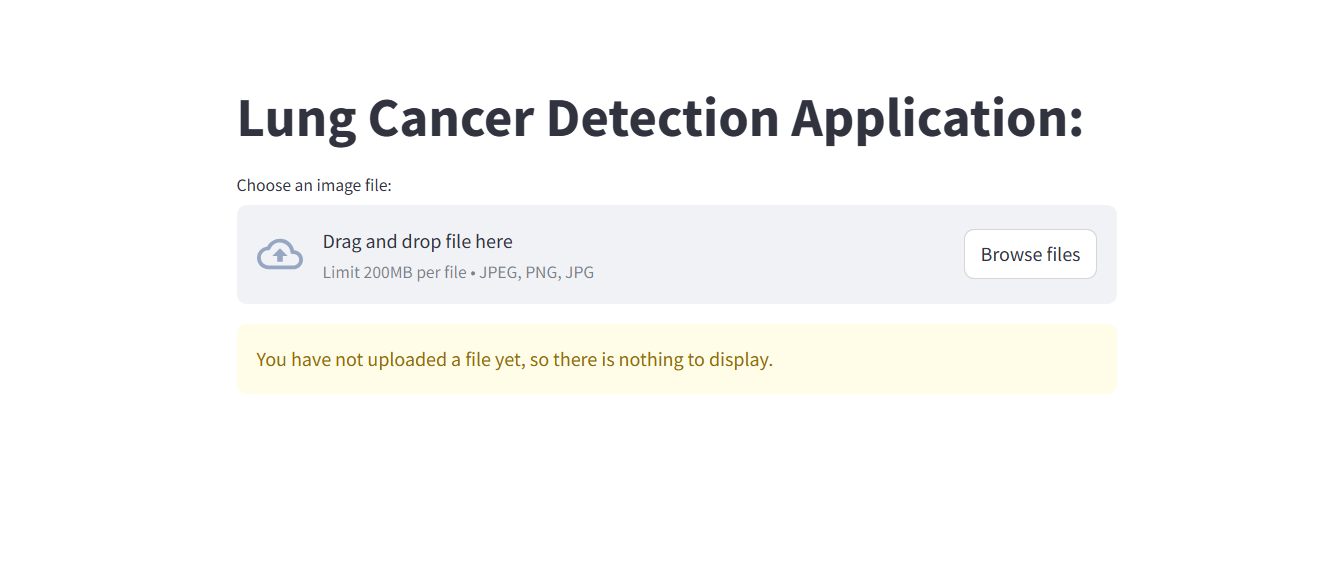 Lung Cancer Detection Application:
Choose an image file:
Drag and drop file here
Limit 200MB per file • JPEG, PNG, JPG
Browse files
You have not uploaded a file yet, so there is nothing to display.